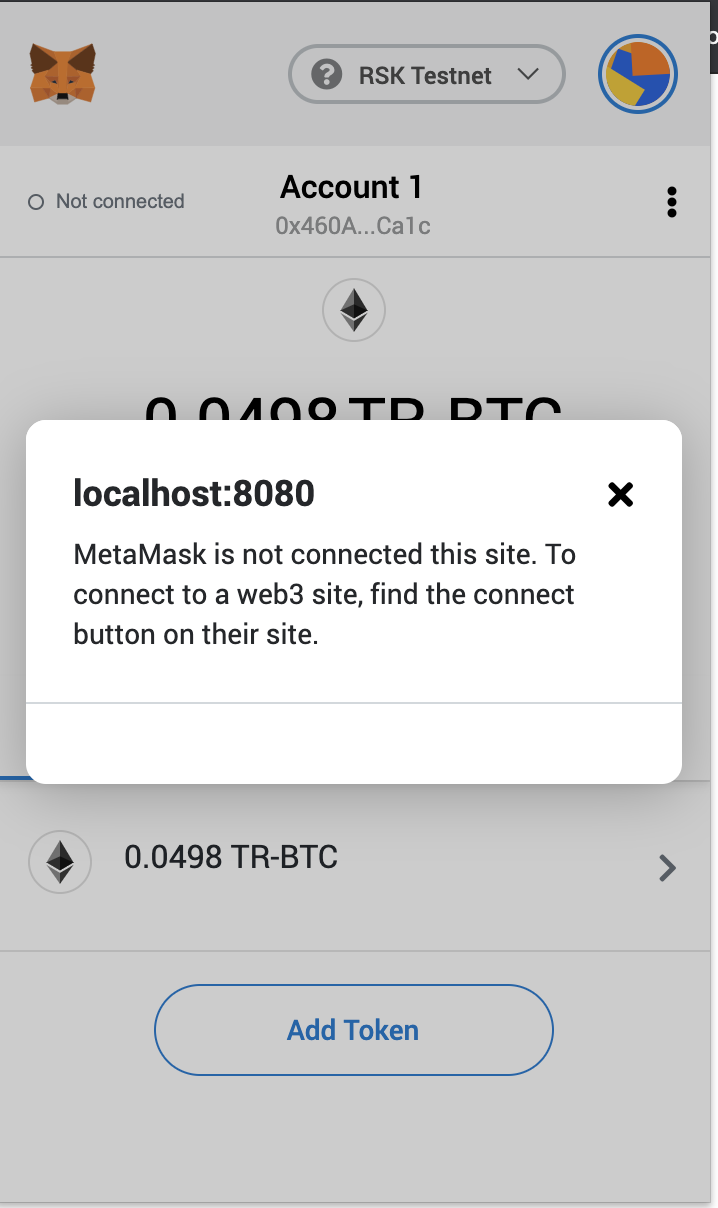 RSK Testnet
Not connected
Account 1
0x460A...Ca1c
0.0498 TR-BTC
localhost:8080
MetaMask is not connected this site. To
connect to a web3 site, find the connect
button on their site.
0.0498 TR-BTC
Add Token